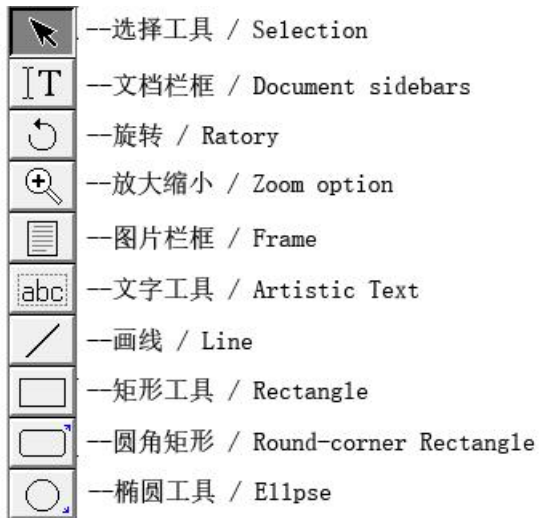 --选择工具 / Selection
IT --文档栏框 / Document sidebars
--旋转 / Ratory
--放大缩小 / Zoom option
--图片栏框 / Frame
abc --文字工具 / Artistic Text
--画线 / Line
--矩形工具 / Rectangle
--圆角矩形 / Round-corner Rectangle
--椭圆工具 / Ellpse